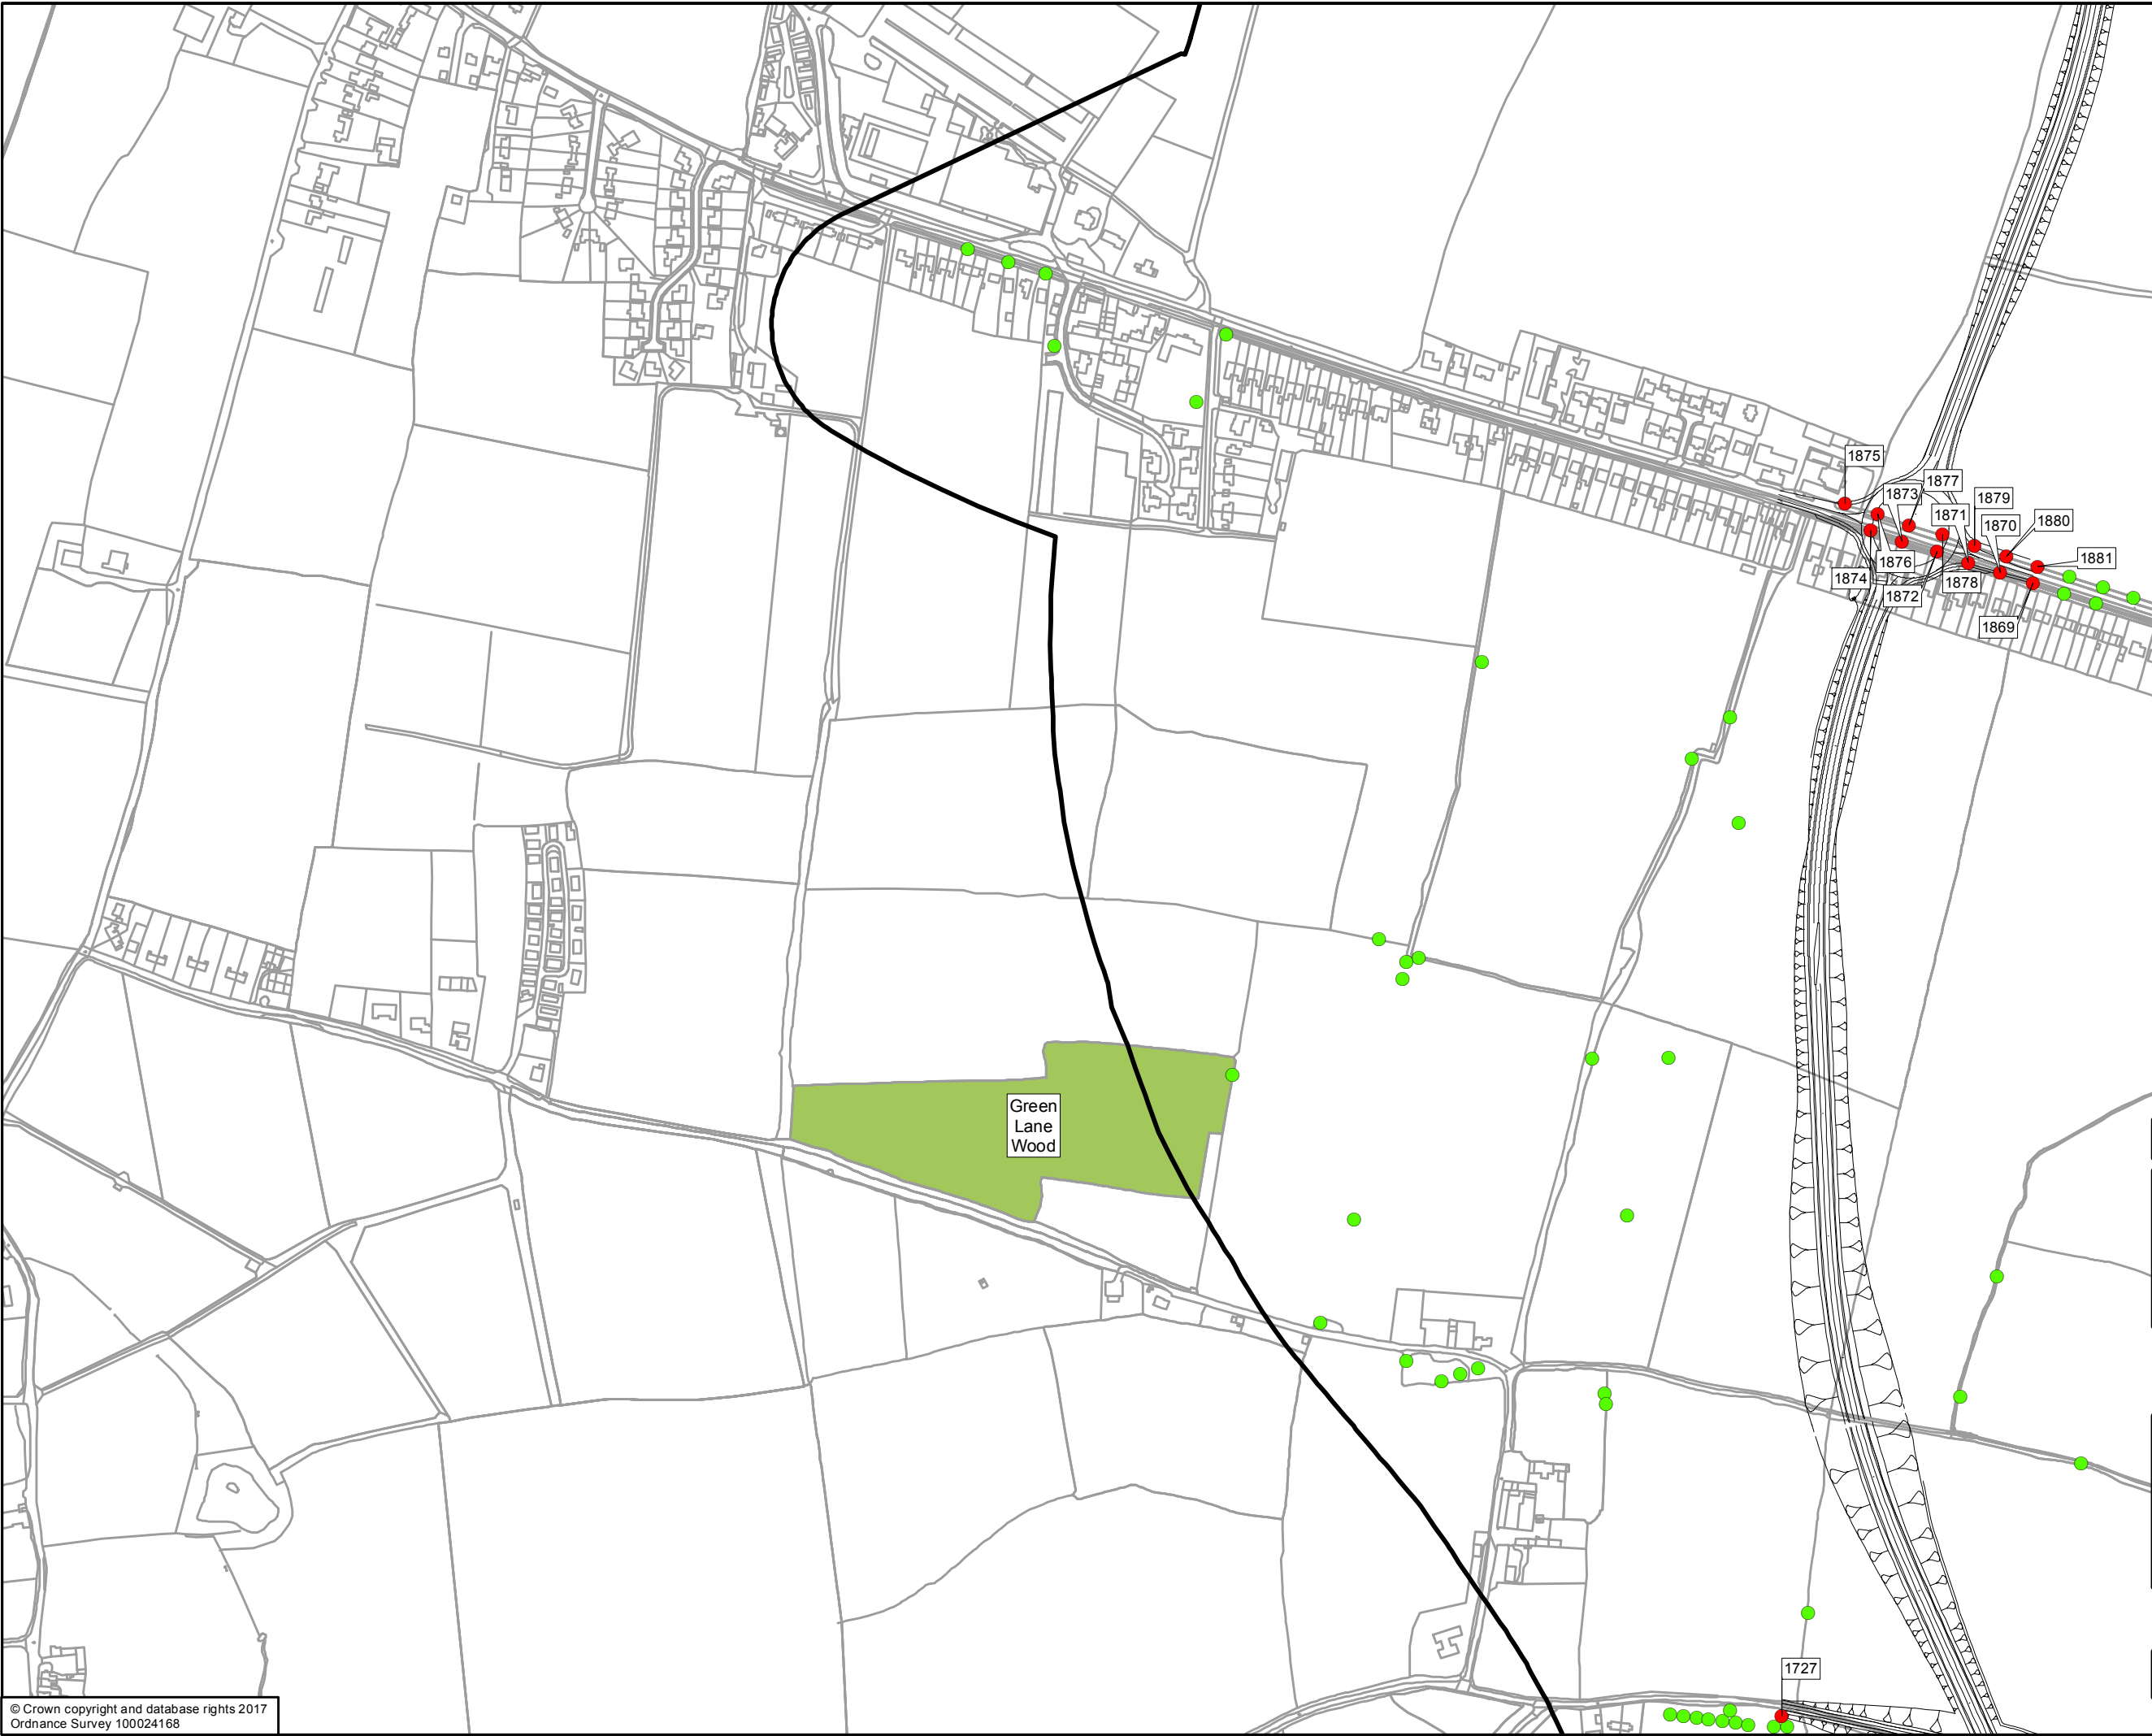 1875
1877
1873
1879
1871
1870
1880
1881
1876
1874
1878
1872
1869
Green
Lane
Wood
1727
© Crown copyright and database rights 2017
Ordnance Survey 100024168